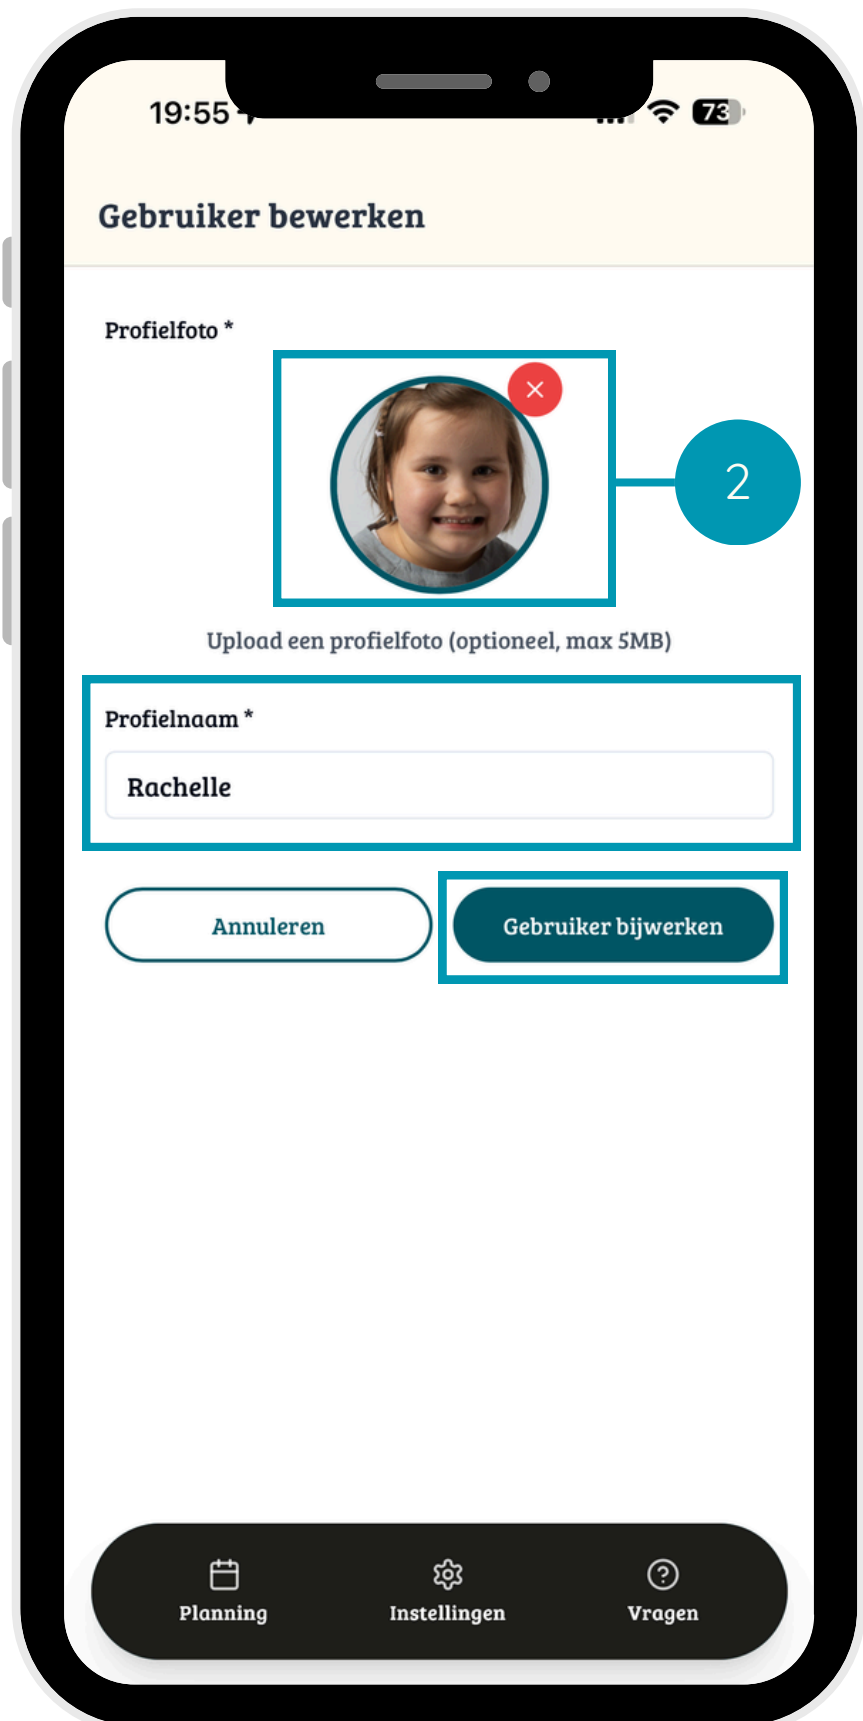 19:55
73
Gebruiker bewerken
Profielfoto *
2
Upload een profielfoto (optioneel, max 5MB)
Profielnaam *
Rachelle
Annuleren
Gebruiker bijwerken
Planning
Instellingen
Vragen